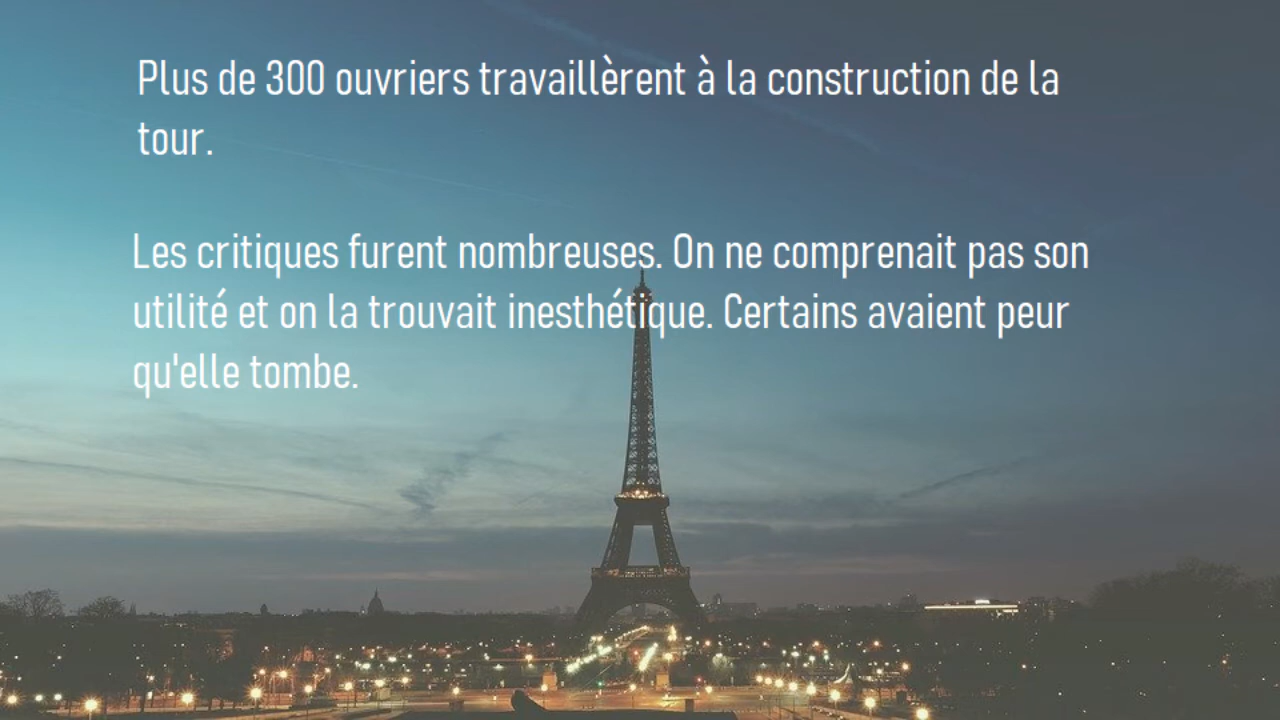 Plus de 300 ouvriers travaillèrent à la construction de la
tour.
Les critiques furent nombreuses. On ne comprenait pas son
utilité et on la trouvait inesthétique. Certains avaient peur
qu'elle tombe.